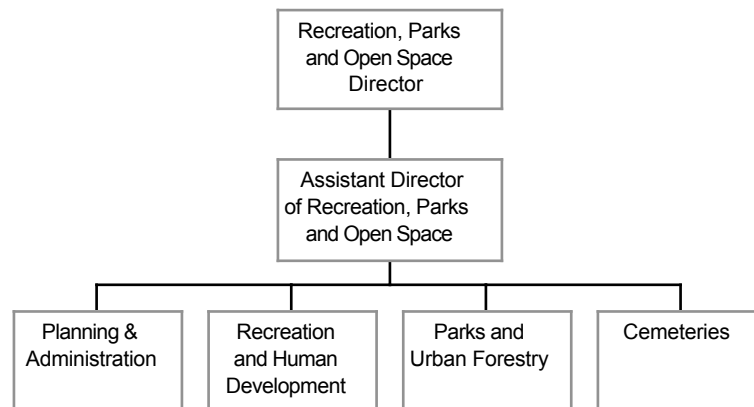 Recreation, Parks
and Open Space
Director
Assistant Director
of Recreation, Parks
and Open Space
Planning &
Administration
Recreation
and Human
Development
Parks and
Urban Forestry
Cemeteries